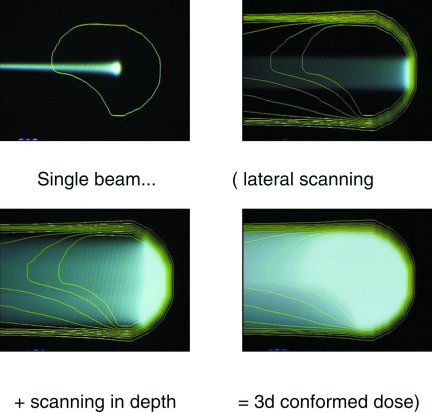 Single beam...
( lateral scanning
+ scanning in depth
= 3d conformed dose)